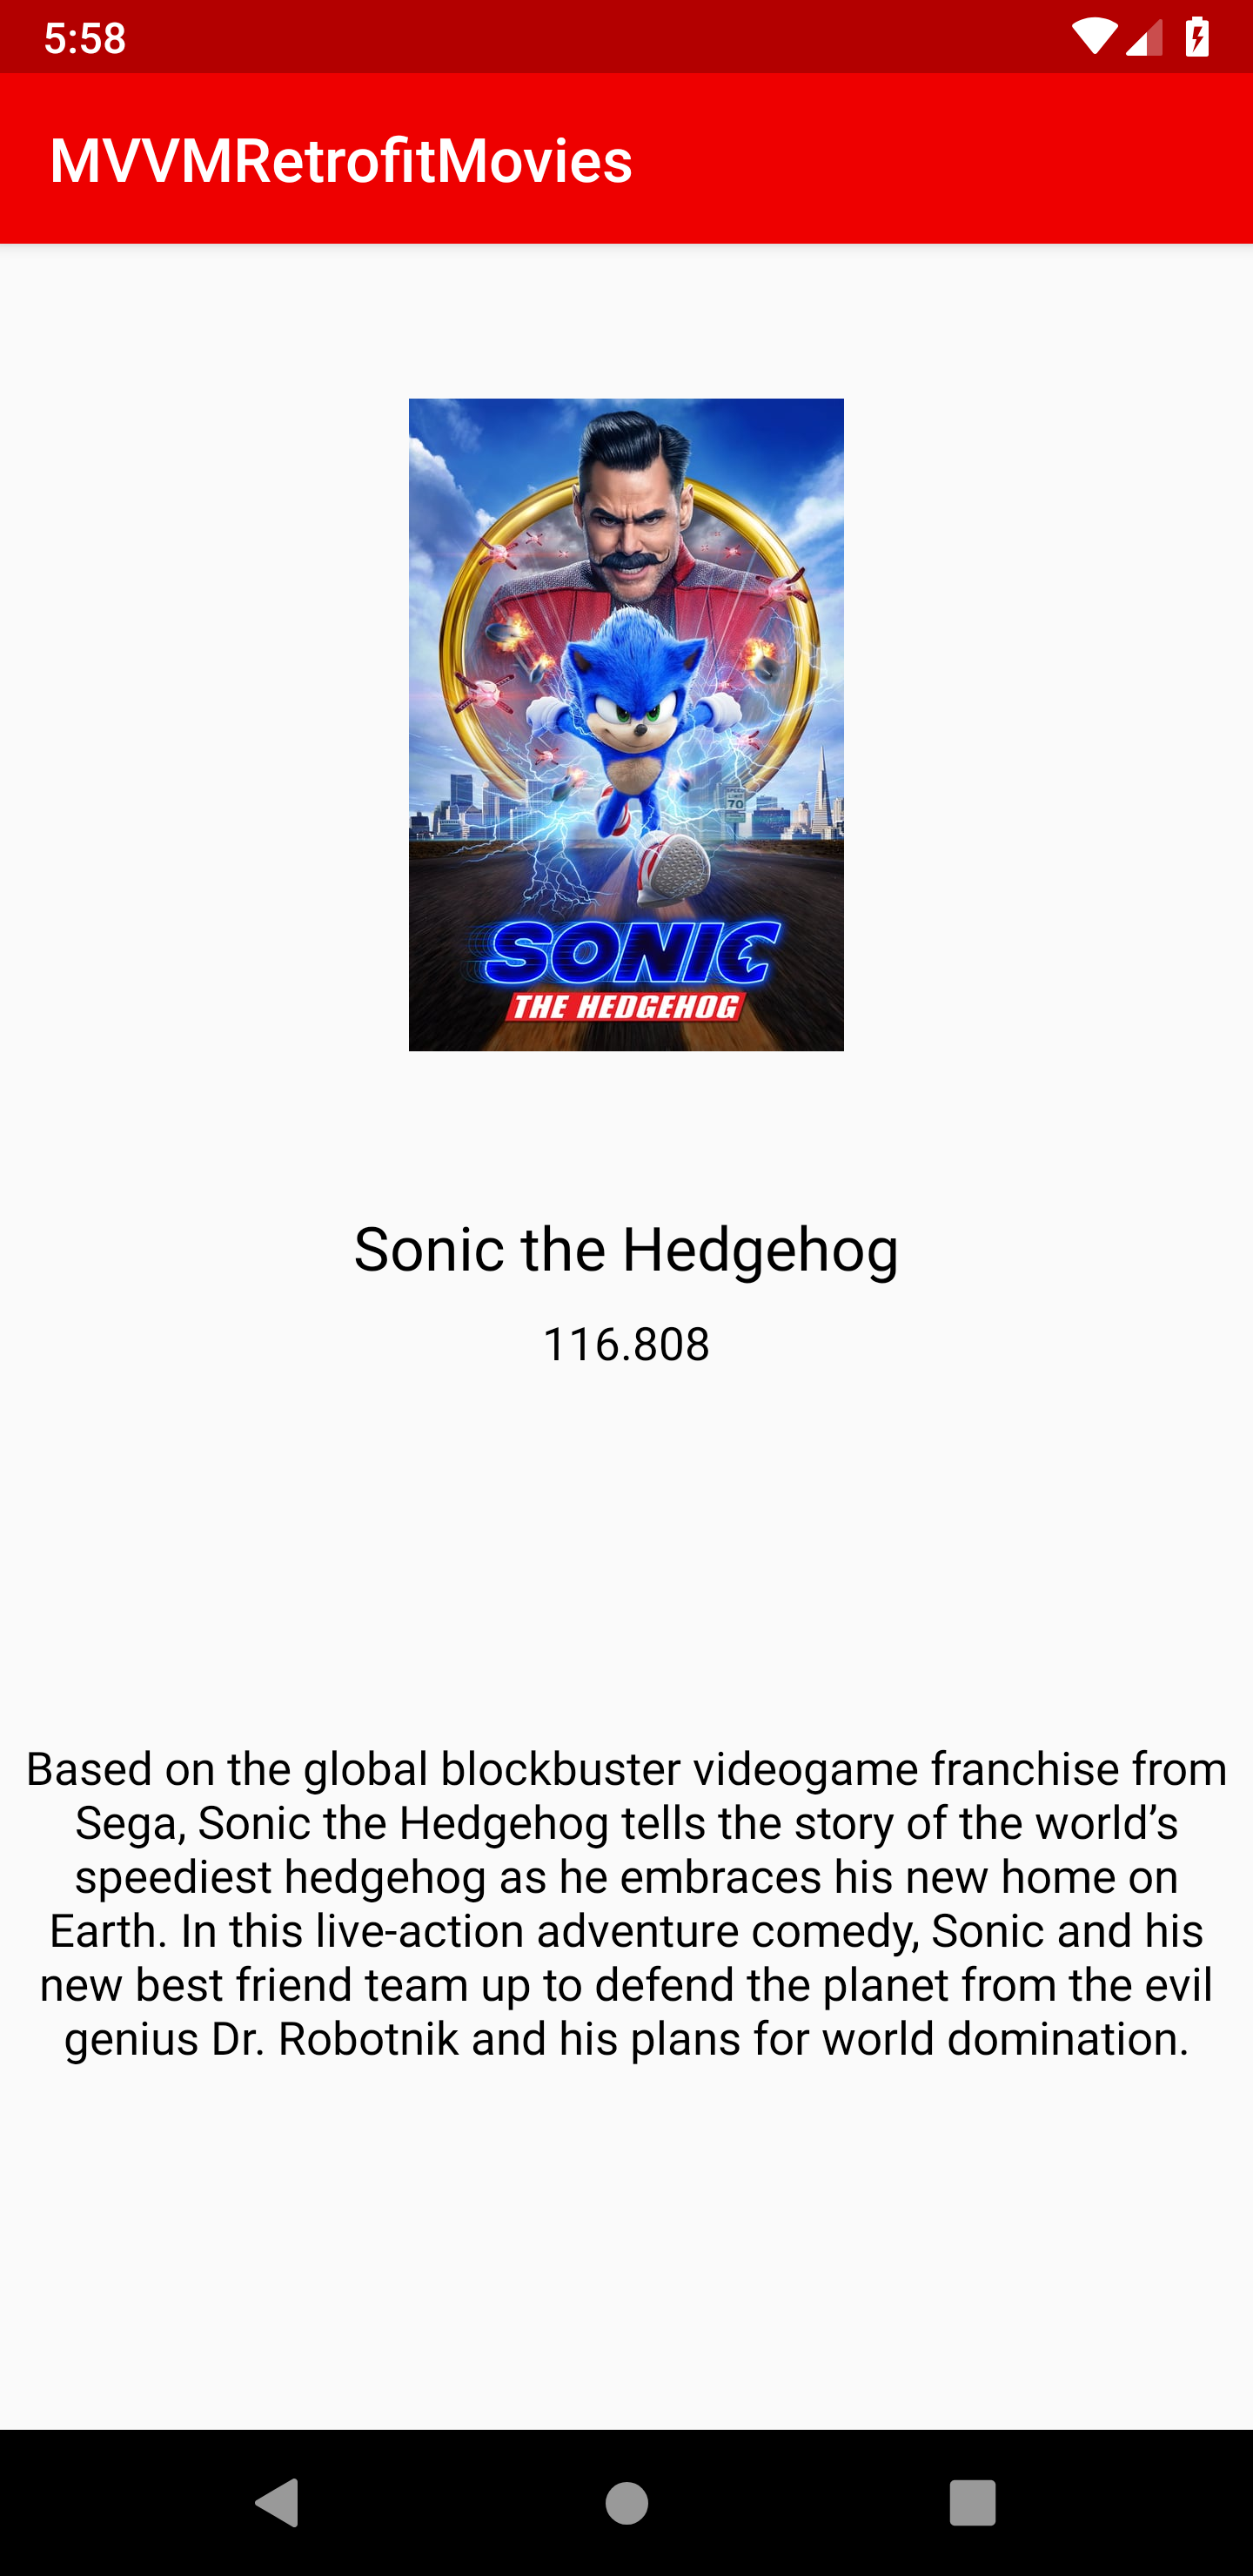 5:58
MVVMRetrofitMovies
SPEED
LIMIT
70
SONIC
THE HEDGEHOG
Sonic the Hedgehog
116.808
Based on the global blockbuster videogame franchise from
Sega, Sonic the Hedgehog tells the story of the world’s
speediest hedgehog as he embraces his new home on
Earth. In this live-action adventure comedy, Sonic and his
new best friend team up to defend the planet from the evil
genius Dr. Robotnik and his plans for world domination.